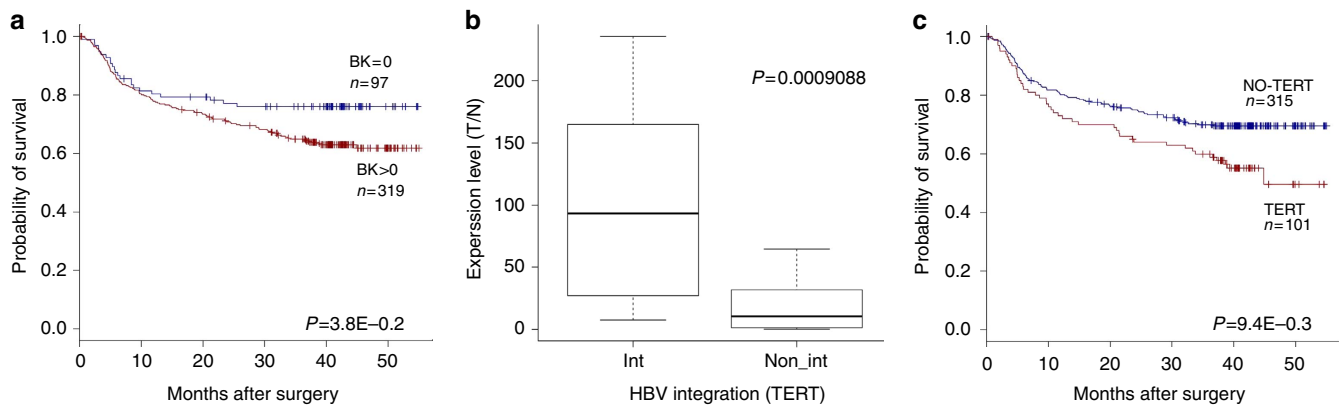 a
Probability of survival
1.0
0.8
0.6
0.4
0.2
0.0
BK=0
n=97
BK>0
n=319
P=3.8E–0.2
0 10 20 30 40 50
Months after surgery
b
Experssion level (T/N)
200
150
100
50
0
P=0.0009088
Int Non_int
HBV integration (TERT)
c
Probability of survival
1.0
0.8
0.6
0.4
0.2
0.0
NO-TERT
n=315
TERT
n=101
P=9.4E–0.3
0 10 20 30 40 50
Months after surgery